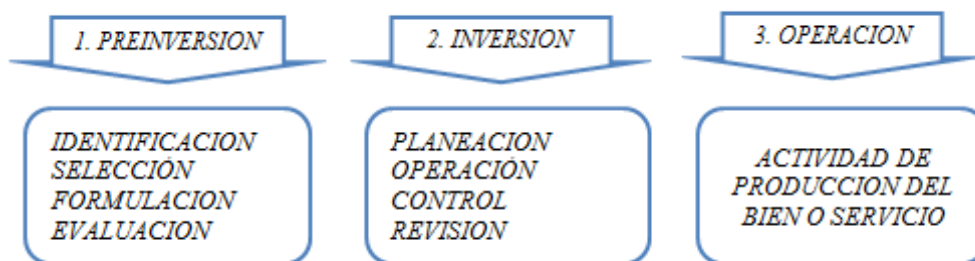 1. PREINVERSION
2. INVERSION
3. OPERACION
IDENTIFICACION
SELECCIÓN
FORMULACION
EVALUACION
PLANEACION
OPERACIÓN
CONTROL
REVISION
ACTIVIDAD DE
PRODUCCION DEL
BIEN O SERVICIO